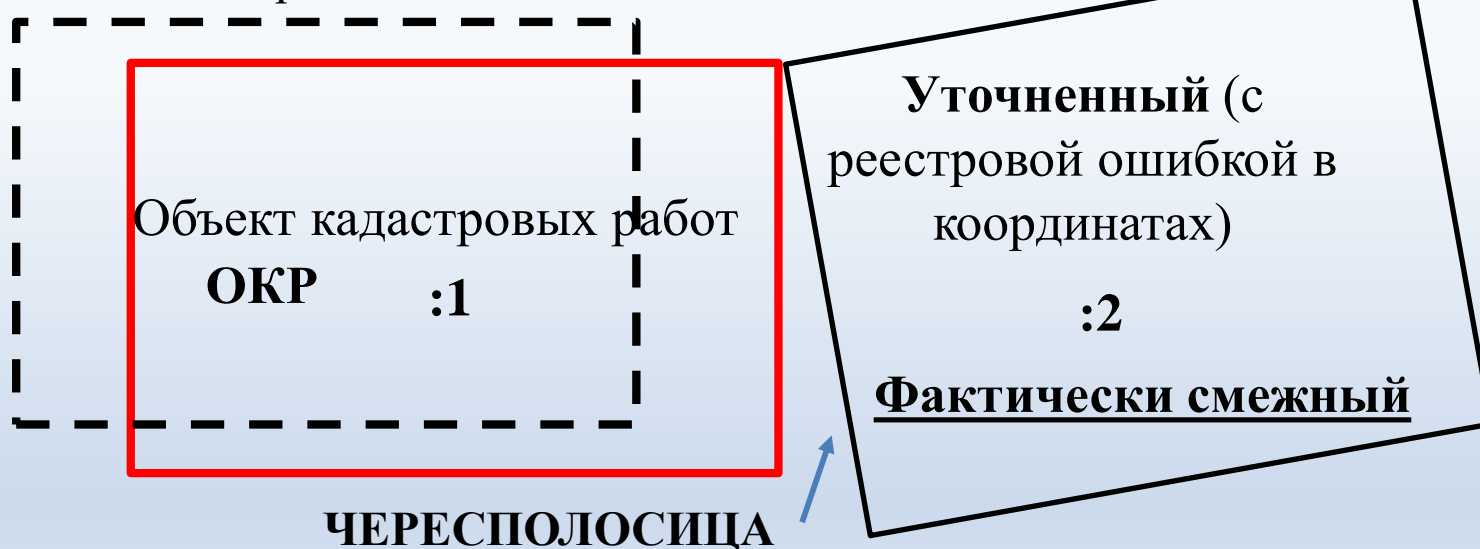 Объект кадастровых работ
ОКР :1
Уточненный (с
реестровой ошибкой в
координатах)
:2
Фактически смежный
ЧЕРЕСПОЛОСИЦА